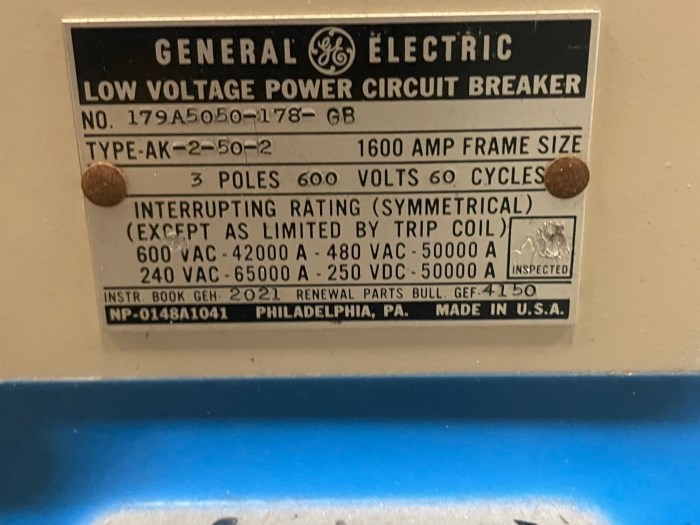 GENERAL GE ELECTRIC
LOW VOLTAGE POWER CIRCUIT BREAKER
NO. 179A5050-178- GB
TYPE-AK-2-50-2 1600 AMP FRAME SIZE
3 POLES 600 VOLTS 60 CYCLES
INTERRUPTING RATING (SYMMETRICAL)
(EXCEPT AS LIMITED BY TRIP COIL)
600 VAC - 42000 A - 480 VAC - 50000 A
240 VAC - 65000 A - 250 VDC - 50000 A
INSPECTED
INSTR. BOOK GEH- 2021 RENEWAL PARTS BULL. GEF-4150
NP-0148A1041 PHILADELPHIA, PA. MADE IN U.S.A.